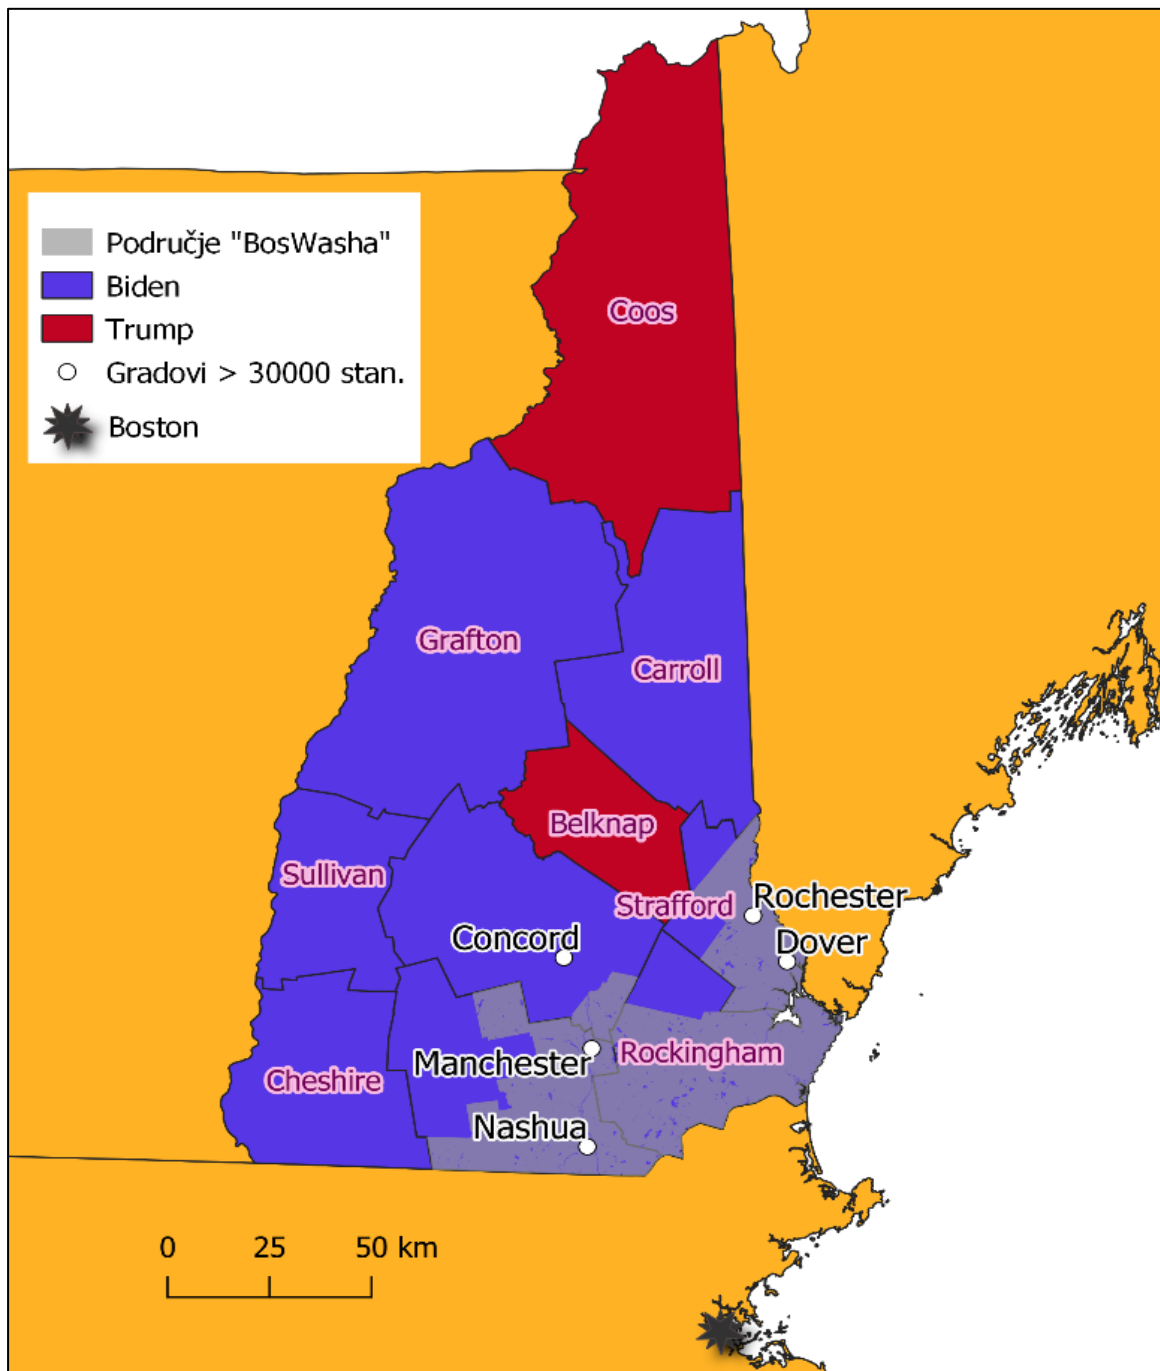 Područje "BosWasha"
Biden
Trump
Gradovi > 30000 stan.
Boston
Coos
Grafton
Carroll
Belknap
Sullivan
Strafford
Rochester
Concord
Dover
Manchester
Rockingham
Cheshire
Nashua
0 25 50 km